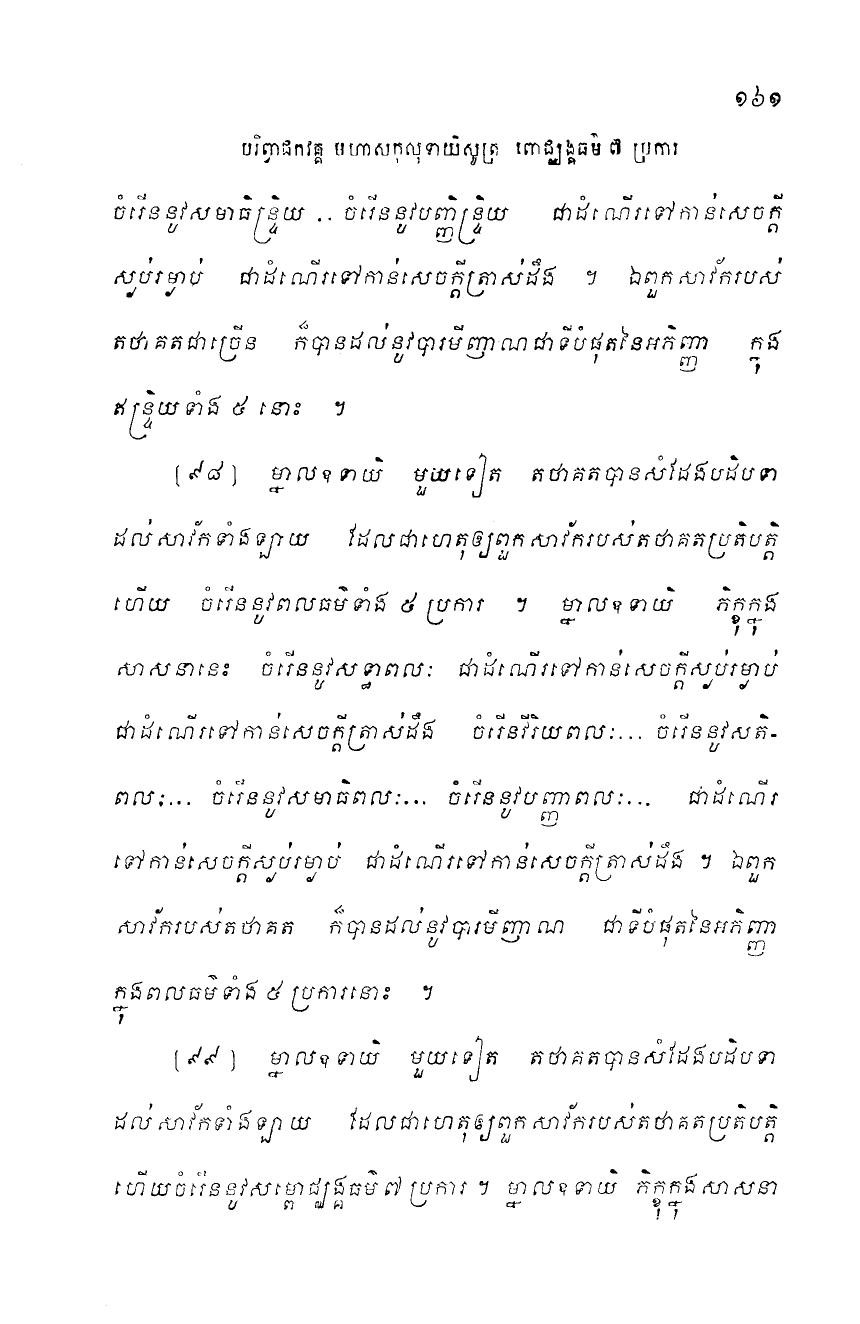 ១៦១
បរិព្វាជកវគ្គ មហាសកុលុទាយិសូត្រ ពោជ្ឈង្គធម៌ ៧ ប្រការ
ចំរើននូវសមាធិន្ទ្រិយ .. ចំរើននូវបញ្ញិន្ទ្រិយ ជាដំណើរទៅកាន់សេចក្តី
ស្ងប់រម្ងាប់ ជាដំណើរទៅកាន់សេចក្តីត្រាស់ដឹង ។ ឯពួកសាវ័ករបស់
តថាគតជាច្រើន ក៏បានដល់នូវបារមីញាណជាទីបំផុតនៃអភិញ្ញា ក្នុង
ឥន្ទ្រិយទាំង ៥ នោះ ។
[៩៨] ម្នាលឧទាយិ មួយទៀត តថាគតបានសំដែងបដិបទា
ដល់សាវ័កទាំងឡាយ ដែលជាហេតុឲ្យពួកសាវ័ករបស់តថាគតប្រតិបត្តិ
ហើយ ចំរើននូវពលធម៌ទាំង ៥ ប្រការ ។ ម្នាលឧទាយិ ភិក្ខុក្នុង
សាសនានេះ ចំរើននូវសទ្ធាពលៈ ជាដំណើរទៅកាន់សេចក្តីស្ងប់រម្ងាប់
ជាដំណើរទៅកាន់សេចក្តីត្រាស់ដឹង ចំរើនវីរិយពលៈ... ចំរើននូវសតិ-
ពលៈ... ចំរើននូវសមាធិពលៈ... ចំរើននូវបញ្ញាពលៈ... ជាដំណើរ
ទៅកាន់សេចក្តីស្ងប់រម្ងាប់ ជាដំណើរទៅកាន់សេចក្តីត្រាស់ដឹង ។ ឯពួក
សាវ័ករបស់តថាគត ក៏បានដល់នូវបារមីញាណ ជាទីបំផុតនៃអភិញ្ញា
ក្នុងពលធម៌ទាំង ៥ ប្រការនោះ ។
[៩៩] ម្នាលឧទាយិ មួយទៀត តថាគតបានសំដែងបដិបទា
ដល់សាវ័កទាំងឡាយ ដែលជាហេតុឲ្យពួកសាវ័ករបស់តថាគតប្រតិបត្តិ
ហើយចំរើននូវសម្ពោជ្ឈង្គធម៌ ៧ ប្រការ ។ ម្នាលឧទាយិ ភិក្ខុក្នុងសាសនា